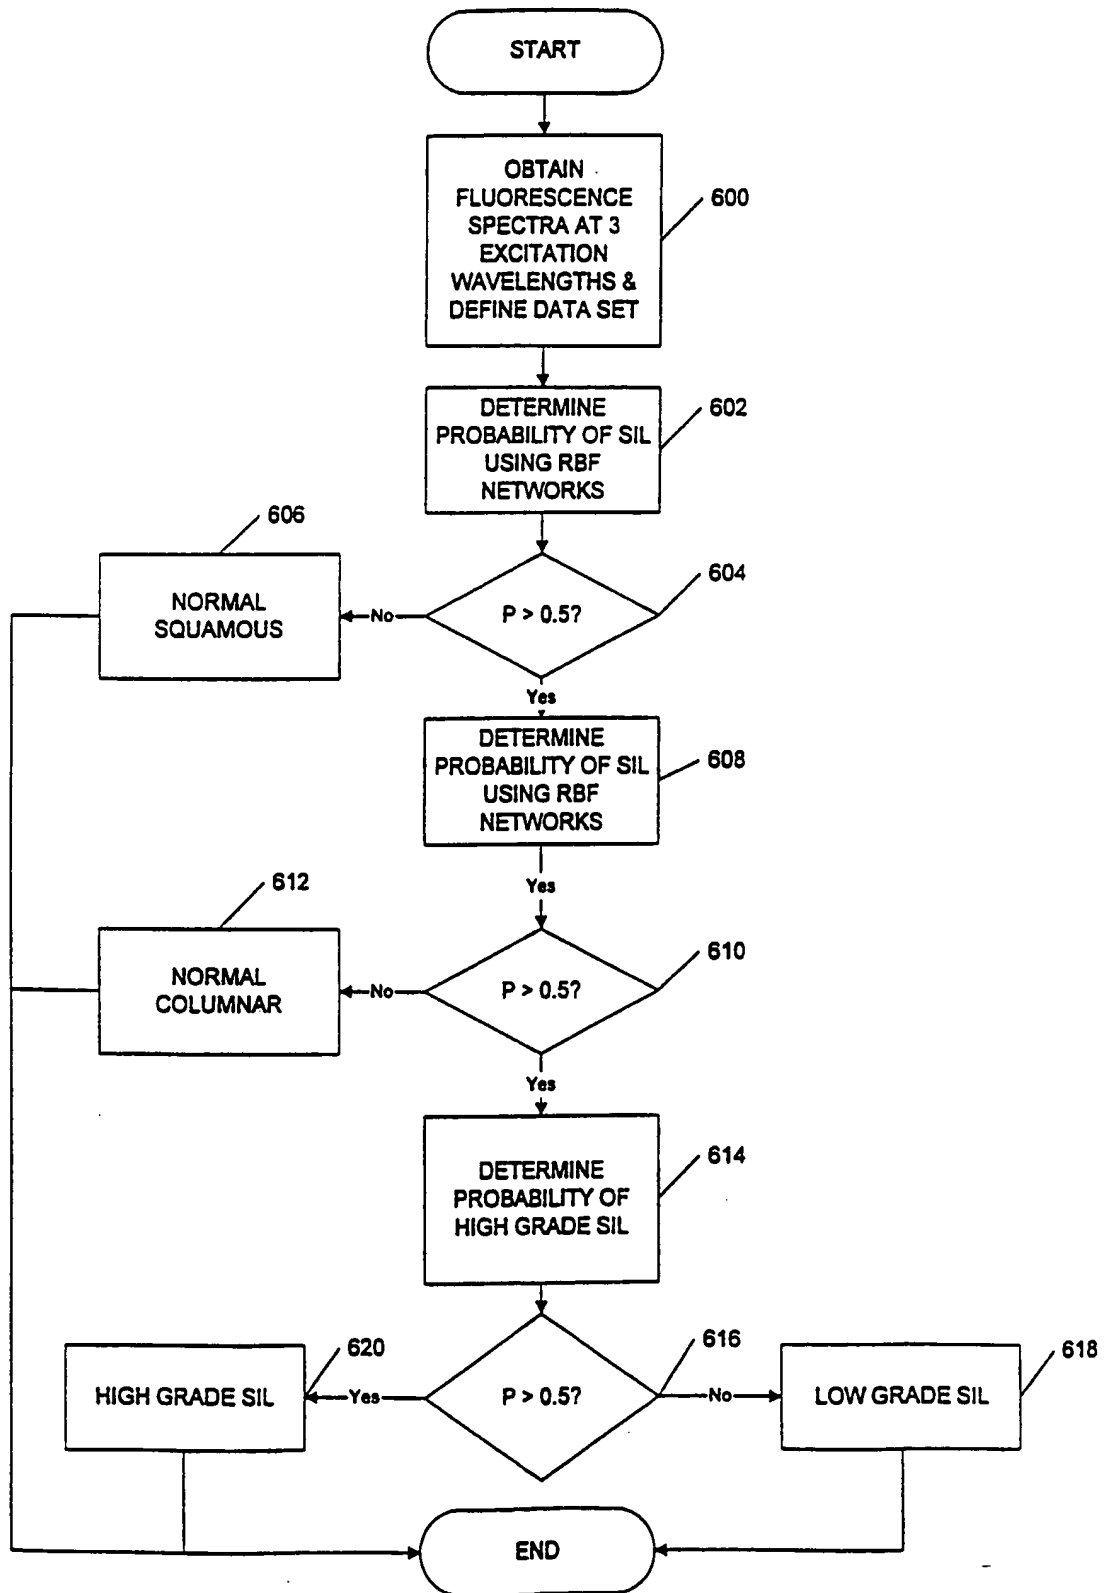 START
OBTAIN
FLUORESCENCE
SPECTRA AT 3
EXCITATION
WAVELENGTHS &
DEFINE DATA SET
600
DETERMINE
PROBABILITY OF SIL
USING RBF
NETWORKS
602
606
NORMAL
SQUAMOUS
No
P > 0.5?
604
Yes
DETERMINE
PROBABILITY OF SIL
USING RBF
NETWORKS
608
Yes
612
NORMAL
COLUMNAR
No
P > 0.5?
610
Yes
DETERMINE
PROBABILITY OF
HIGH GRADE SIL
614
620
HIGH GRADE SIL
Yes
P > 0.5?
616
No
LOW GRADE SIL
618
END